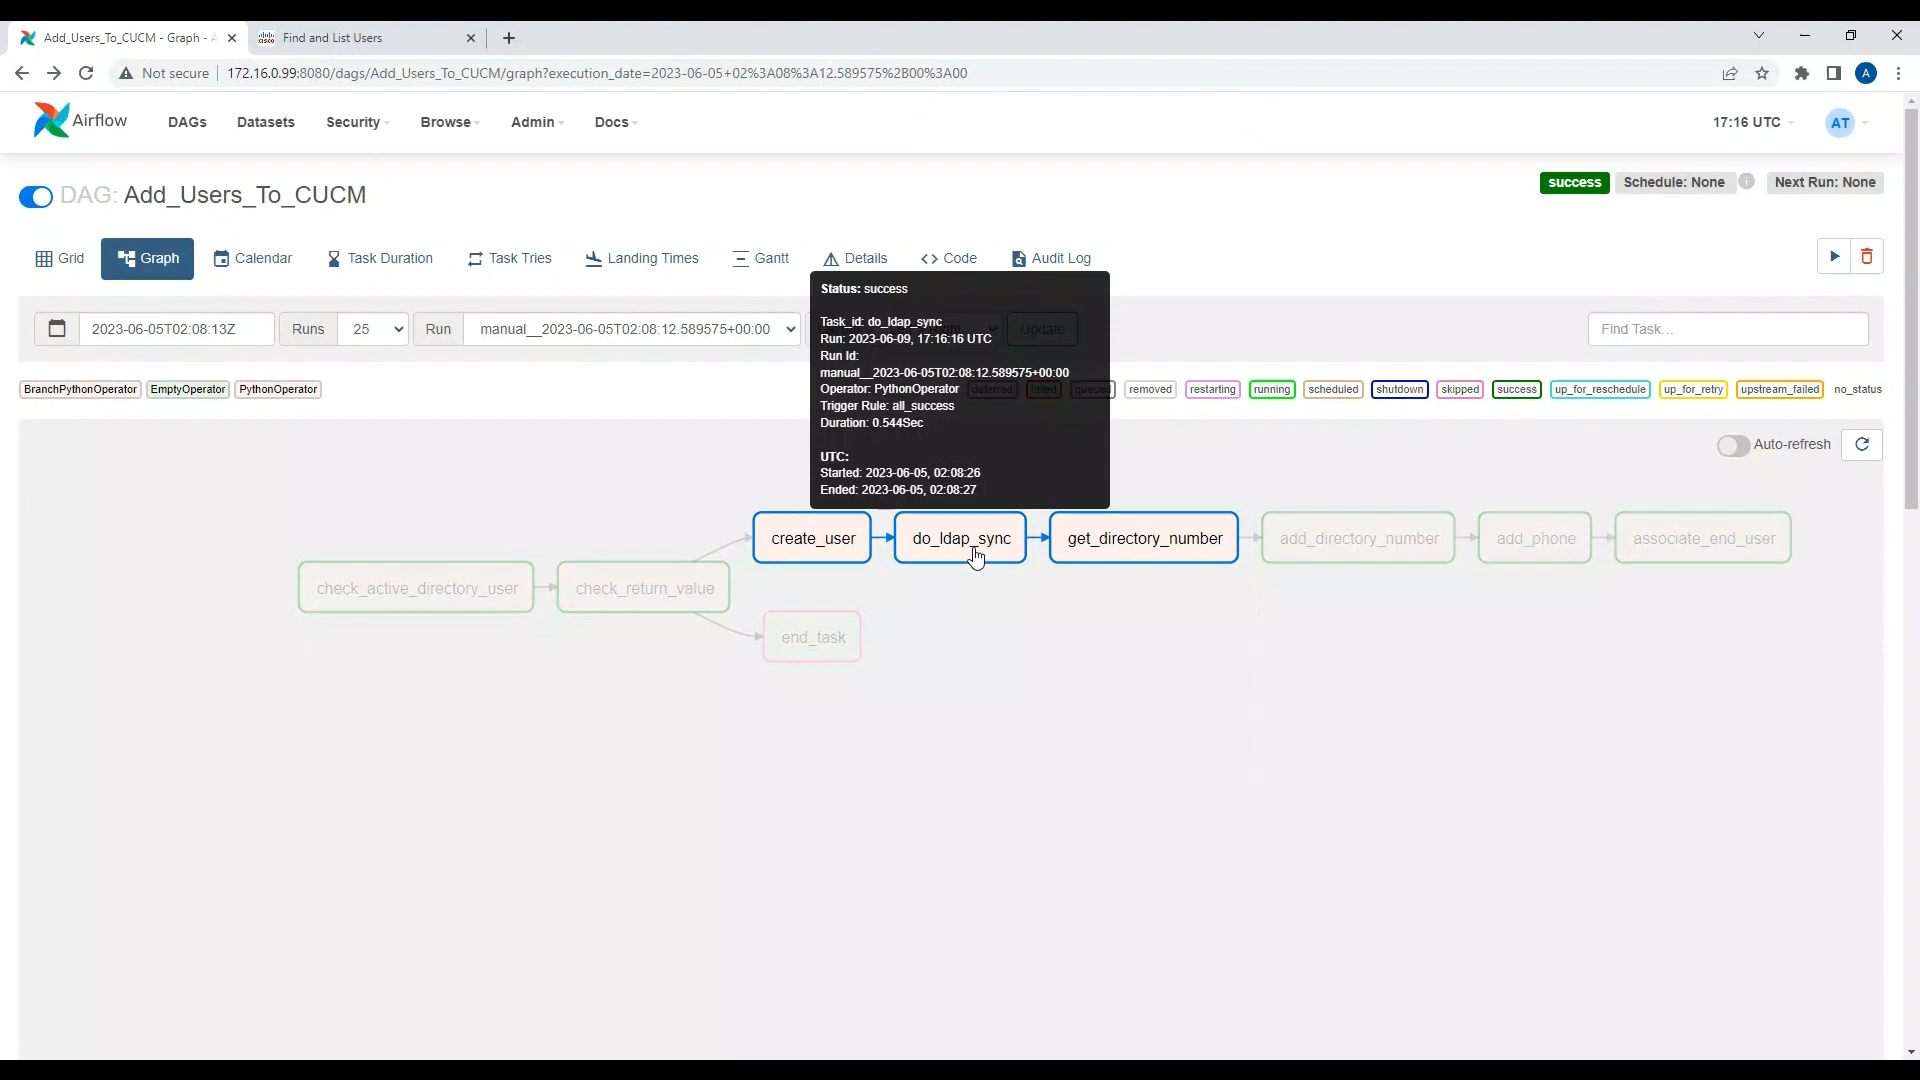 Add_Users_To_CUCM - Graph -
Find and List Users
Not secure
172.16.0.99:8080/dags/Add_Users_To_CUCM/graph?execution_date=2023-06-05+02%3A08%3A12.589575%2B00%3A00
A
Airflow
DAGs
Datasets
Security
Browse
Admin
Docs
17:16 UTC
AT
DAG: Add_Users_To_CUCM
success
Schedule: None
i
Next Run: None
Grid
Graph
Calendar
Task Duration
Task Tries
Landing Times
Gantt
Details
Code
Audit Log
2023-06-05T02:08:13Z
Runs
25
Run
manual__2023-06-05T02:08:12.589575+00:00
Update
Find Task...
Status: success
Task_id: do_ldap_sync
Run: 2023-06-09, 17:16:16 UTC
Run Id:
manual__2023-06-05T02:08:12.589575+00:00
Operator: PythonOperator
Trigger Rule: all_success
Duration: 0.544Sec
UTC:
Started: 2023-06-05, 02:08:26
Ended: 2023-06-05, 02:08:27
BranchPythonOperator
EmptyOperator
PythonOperator
deferred
failed
queued
removed
restarting
running
scheduled
shutdown
skipped
success
up_for_reschedule
up_for_retry
upstream_failed
no_status
Auto-refresh
create_user
do_ldap_sync
get_directory_number
add_directory_number
add_phone
associate_end_user
check_active_directory_user
check_return_value
end_task